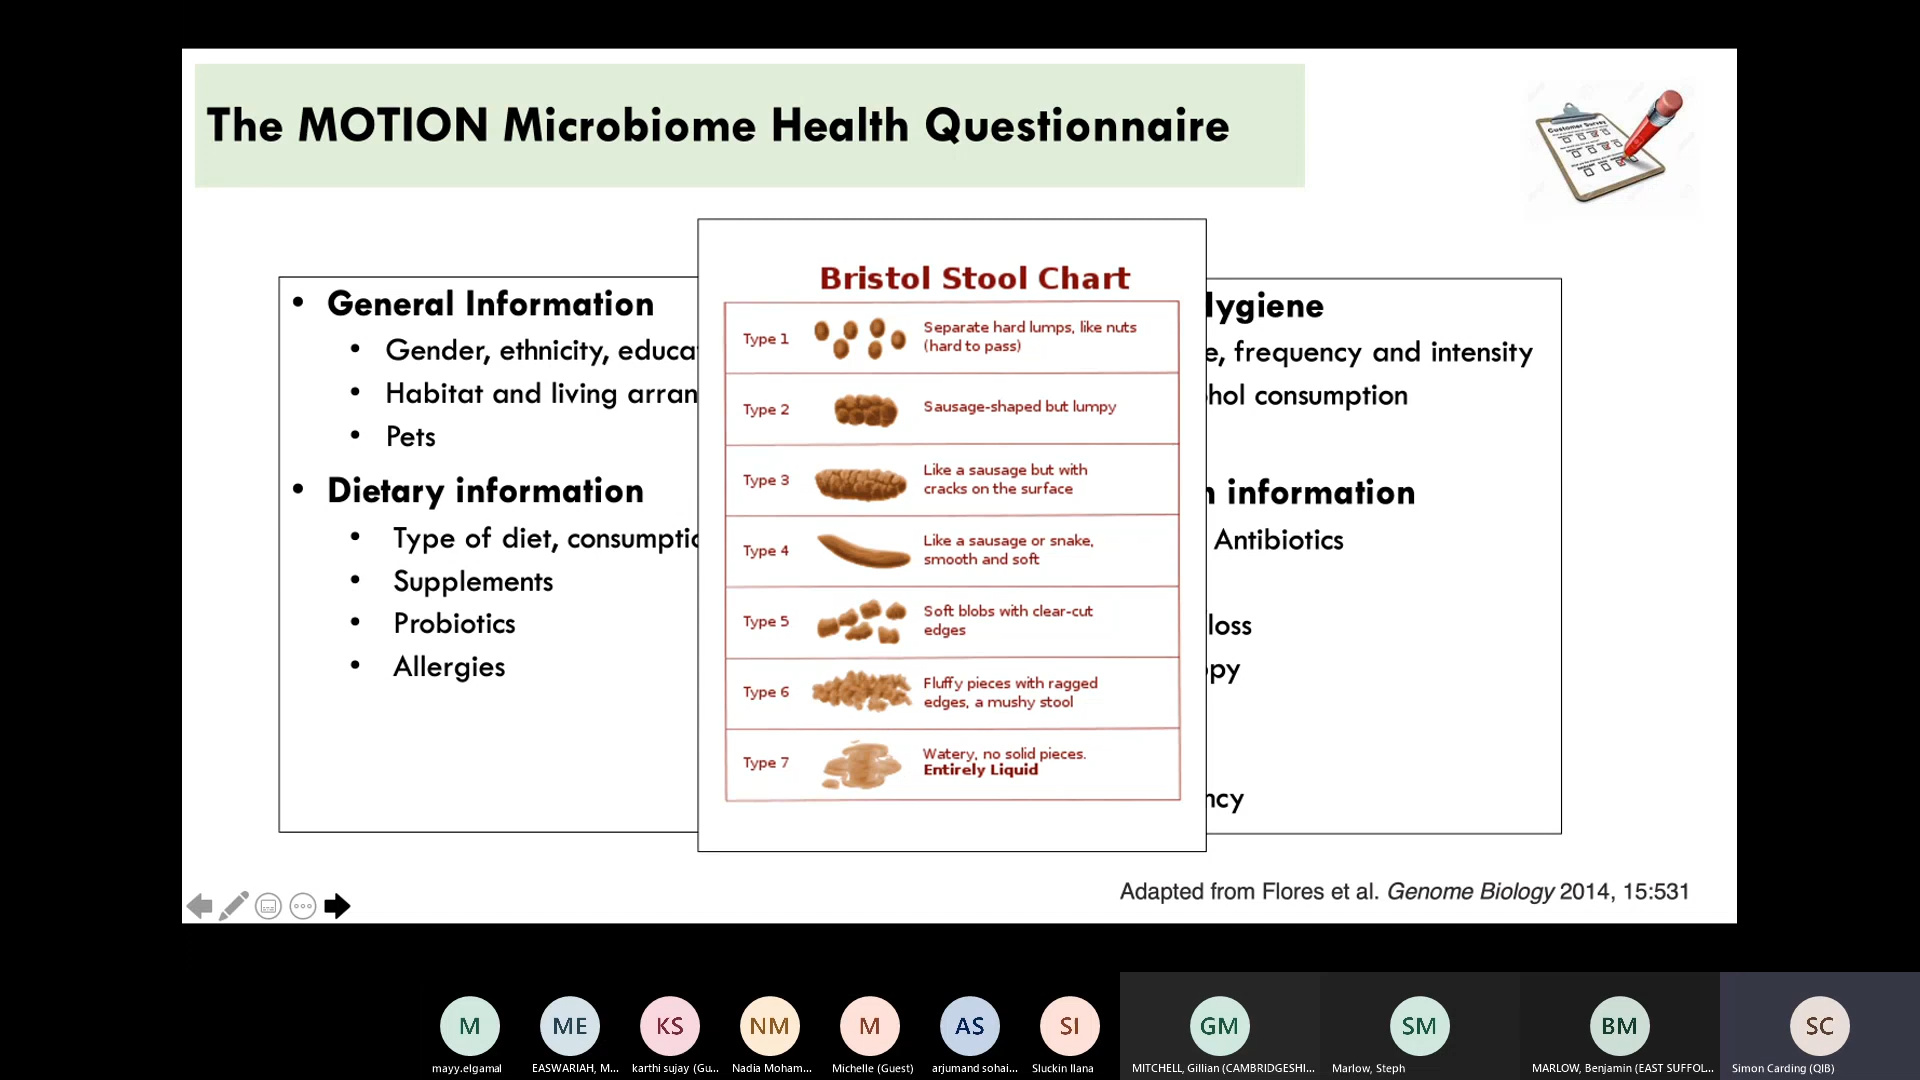 The MOTION Microbiome Health Questionnaire
Customer Survey
• General Information
• Gender, ethnicity, educa
• Habitat and living arran
• Pets
• Dietary information
• Type of diet, consumptio
• Supplements
• Probiotics
• Allergies
Bristol Stool Chart
Type 1
Separate hard lumps, like nuts
(hard to pass)
Type 2
Sausage-shaped but lumpy
Type 3
Like a sausage but with
cracks on the surface
Type 4
Like a sausage or snake,
smooth and soft
Type 5
Soft blobs with clear-cut
edges
Type 6
Fluffy pieces with ragged
edges, a mushy stool
Type 7
Watery, no solid pieces.
Entirely Liquid
ygiene
e, frequency and intensity
hol consumption
information
Antibiotics
loss
py
ncy
Adapted from Flores et al. Genome Biology 2014, 15:531
M
ME
KS
NM
M
AS
SI
GM
SM
BM
SC
mayy.elgamal
EASWARIAH, M...
karthi sujay (Gu...
Nadia Moham...
Michelle (Guest)
arjumand sohai...
Sluckin Ilana
MITCHELL, Gillian (CAMBRIDGESHI...
Marlow, Steph
MARLOW, Benjamin (EAST SUFFOL...
Simon Carding (QIB)